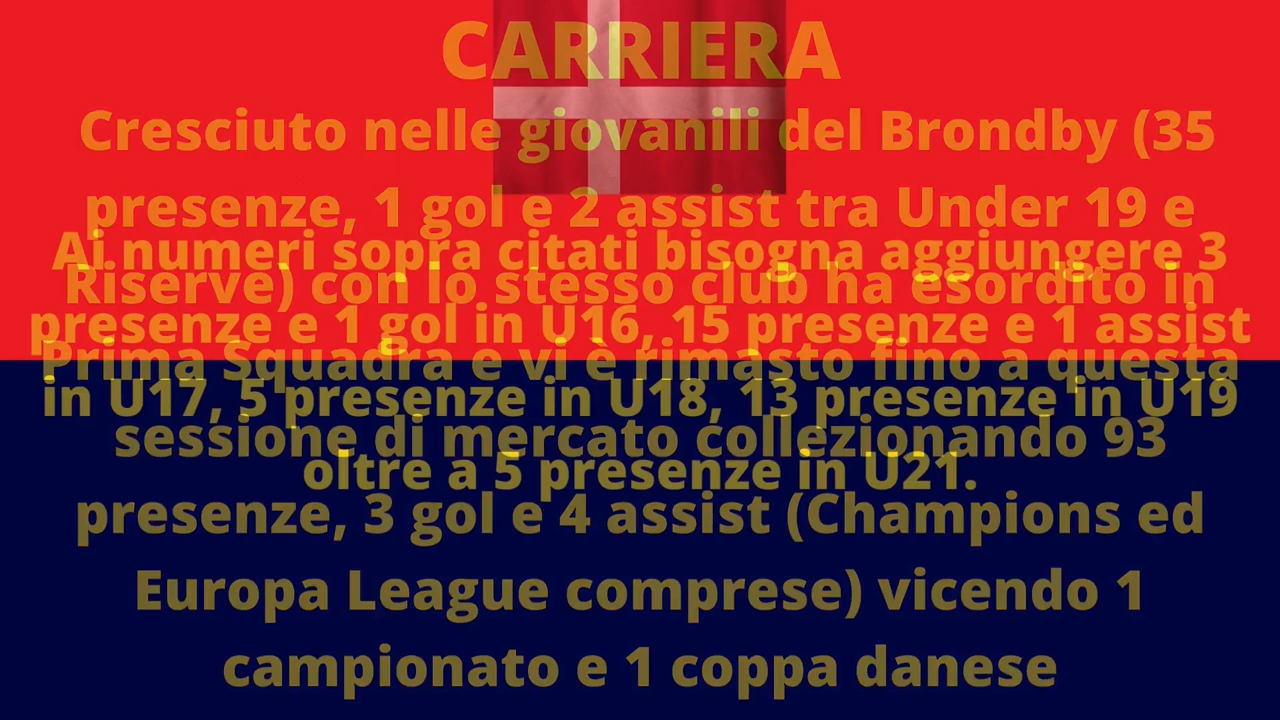 CARRIERA
Cresciuto nelle giovanili del Brondby (35
presenze, 1 gol e 2 assist tra Under 19 e
Riserve) con lo stesso club ha esordito in
Prima Squadra e vi è rimasto fino a questa
sessione di mercato collezionando 93
presenze, 3 gol e 4 assist (Champions ed
Europa League comprese) vicendo 1
campionato e 1 coppa danese
Ai numeri sopra citati bisogna aggiungere 3
presenze e 1 gol in U16, 15 presenze e 1 assist
in U17, 5 presenze in U18, 13 presenze in U19
oltre a 5 presenze in U21.